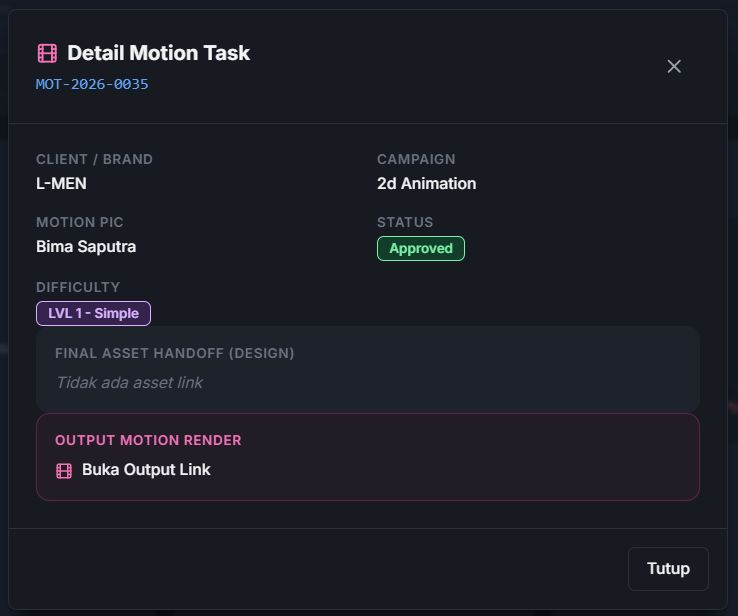 Detail Motion Task
MOT-2026-0035
CLIENT / BRAND
L-MEN
CAMPAIGN
2d Animation
MOTION PIC
Bima Saputra
STATUS
Approved
DIFFICULTY
LVL 1 - Simple
FINAL ASSET HANDOFF (DESIGN)
Tidak ada asset link
OUTPUT MOTION RENDER
Buka Output Link
Tutup